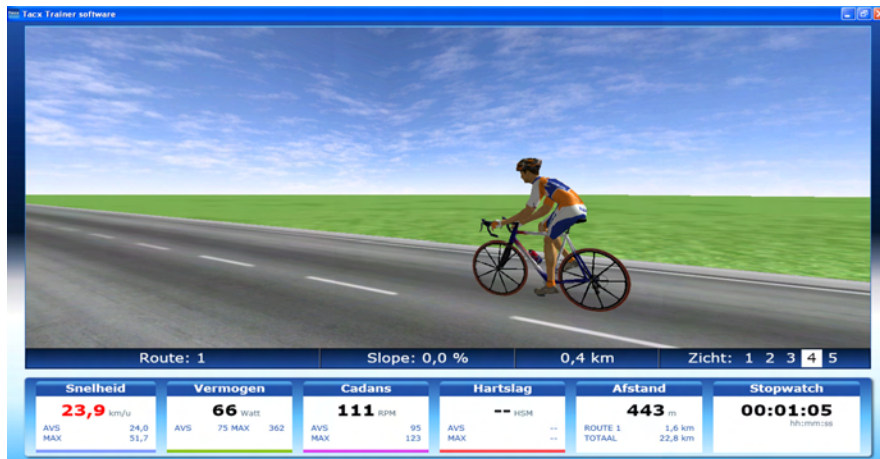 Tacx Trainer software
Route: 1 Slope: 0,0 % 0,4 km Zicht: 1 2 3 4 5
Snelheid Vermogen Cadans Hartslag Afstand Stopwatch
23,9 km/u 66 Watt 111 RPM -- HSM 443 m 00:01:05
hh:mm:ss
AVS 24,0 AVS 75 MAX 362 AVS 95 AVS -- ROUTE 1 1,6 km
MAX 51,7 MAX 123 MAX -- TOTAAL 22,8 km